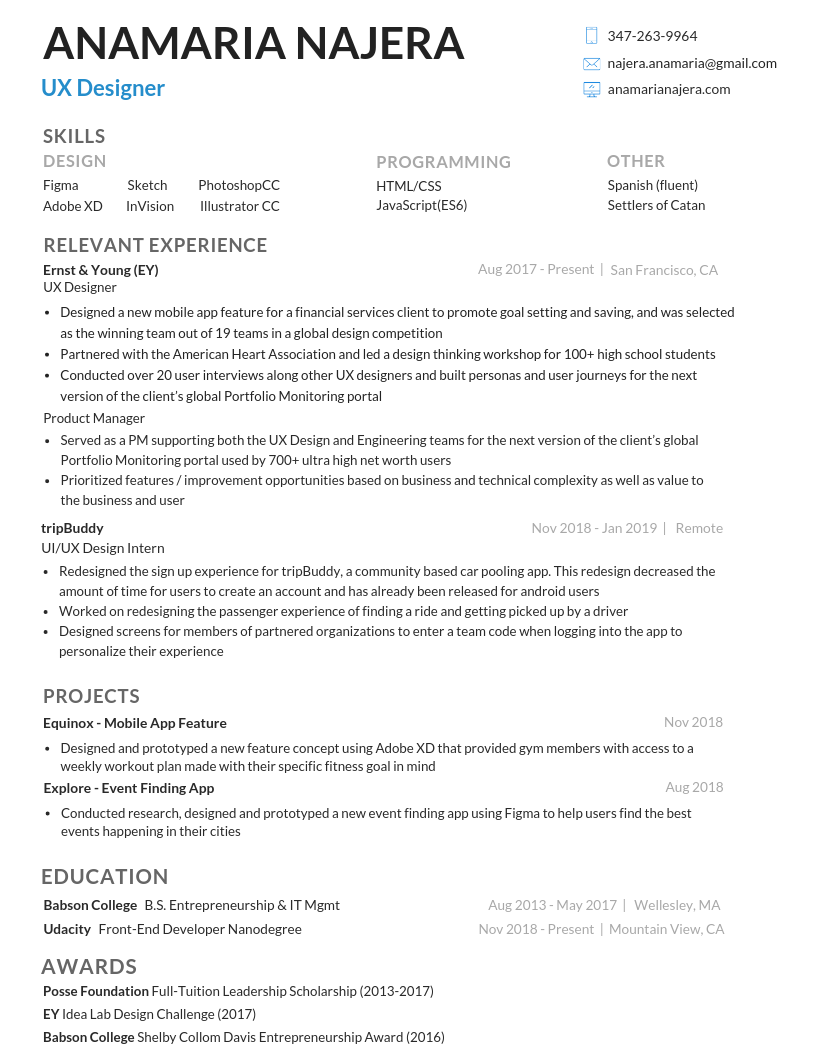 ANAMARIA NAJERA
UX Designer
347-263-9964
najera.anamaria@gmail.com
anamarianajera.com
SKILLS
DESIGN
Figma Sketch PhotoshopCC
Adobe XD InVision Illustrator CC
PROGRAMMING
HTML/CSS
JavaScript(ES6)
OTHER
Spanish (fluent)
Settlers of Catan
RELEVANT EXPERIENCE
Ernst & Young (EY) Aug 2017 - Present | San Francisco, CA
UX Designer
• Designed a new mobile app feature for a financial services client to promote goal setting and saving, and was selected
as the winning team out of 19 teams in a global design competition
• Partnered with the American Heart Association and led a design thinking workshop for 100+ high school students
• Conducted over 20 user interviews along other UX designers and built personas and user journeys for the next
version of the client's global Portfolio Monitoring portal
Product Manager
• Served as a PM supporting both the UX Design and Engineering teams for the next version of the client's global
Portfolio Monitoring portal used by 700+ ultra high net worth users
• Prioritized features / improvement opportunities based on business and technical complexity as well as value to
the business and user
tripBuddy Nov 2018 - Jan 2019 | Remote
UI/UX Design Intern
• Redesigned the sign up experience for tripBuddy, a community based car pooling app. This redesign decreased the
amount of time for users to create an account and has already been released for android users
• Worked on redesigning the passenger experience of finding a ride and getting picked up by a driver
• Designed screens for members of partnered organizations to enter a team code when logging into the app to
personalize their experience
PROJECTS
Equinox - Mobile App Feature Nov 2018
• Designed and prototyped a new feature concept using Adobe XD that provided gym members with access to a
weekly workout plan made with their specific fitness goal in mind
Explore - Event Finding App Aug 2018
• Conducted research, designed and prototyped a new event finding app using Figma to help users find the best
events happening in their cities
EDUCATION
Babson College B.S. Entrepreneurship & IT Mgmt Aug 2013 - May 2017 | Wellesley, MA
Udacity Front-End Developer Nanodegree Nov 2018 - Present | Mountain View, CA
AWARDS
Posse Foundation Full-Tuition Leadership Scholarship (2013-2017)
EY Idea Lab Design Challenge (2017)
Babson College Shelby Collom Davis Entrepreneurship Award (2016)